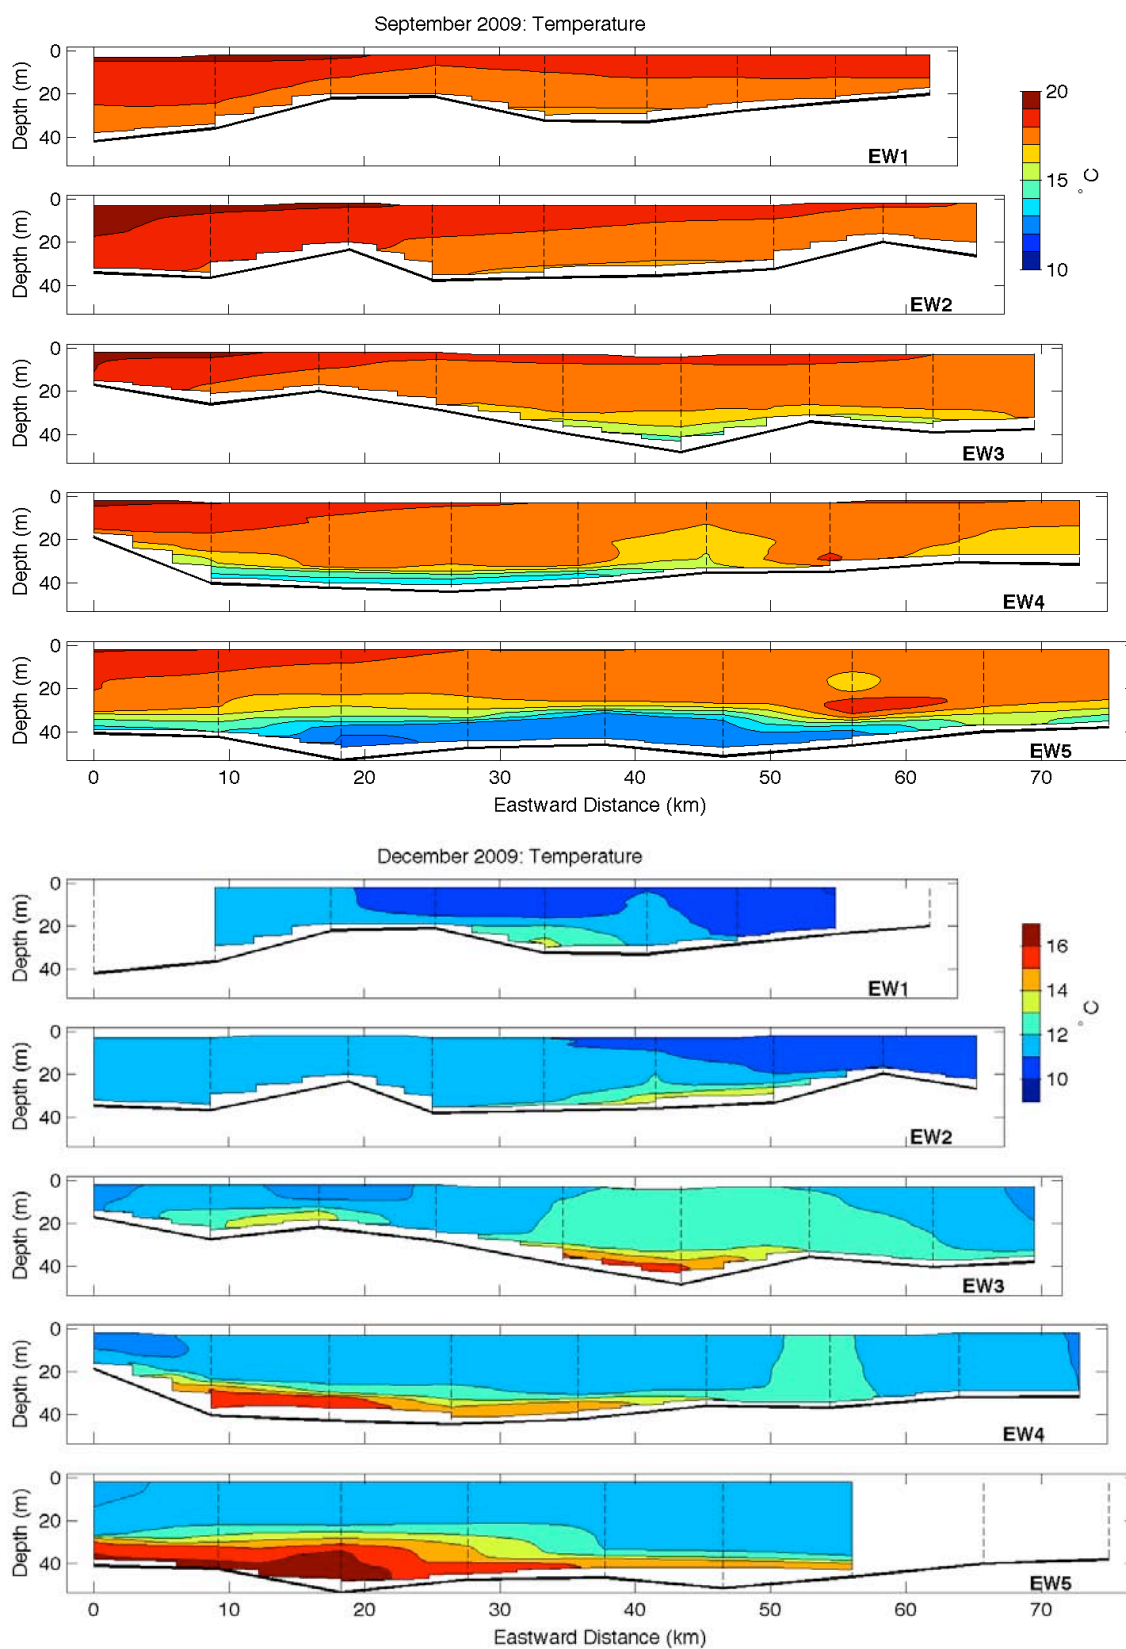 September 2009: Temperature
0
20
40
Depth (m)
EW1
20
15
10
° C
0
20
40
Depth (m)
EW2
0
20
40
Depth (m)
EW3
0
20
40
Depth (m)
EW4
0
20
40
Depth (m)
EW5
0 10 20 30 40 50 60 70
Eastward Distance (km)
December 2009: Temperature
0
20
40
Depth (m)
EW1
16
14
12
10
° C
0
20
40
Depth (m)
EW2
0
20
40
Depth (m)
EW3
0
20
40
Depth (m)
EW4
0
20
40
Depth (m)
EW5
0 10 20 30 40 50 60 70
Eastward Distance (km)